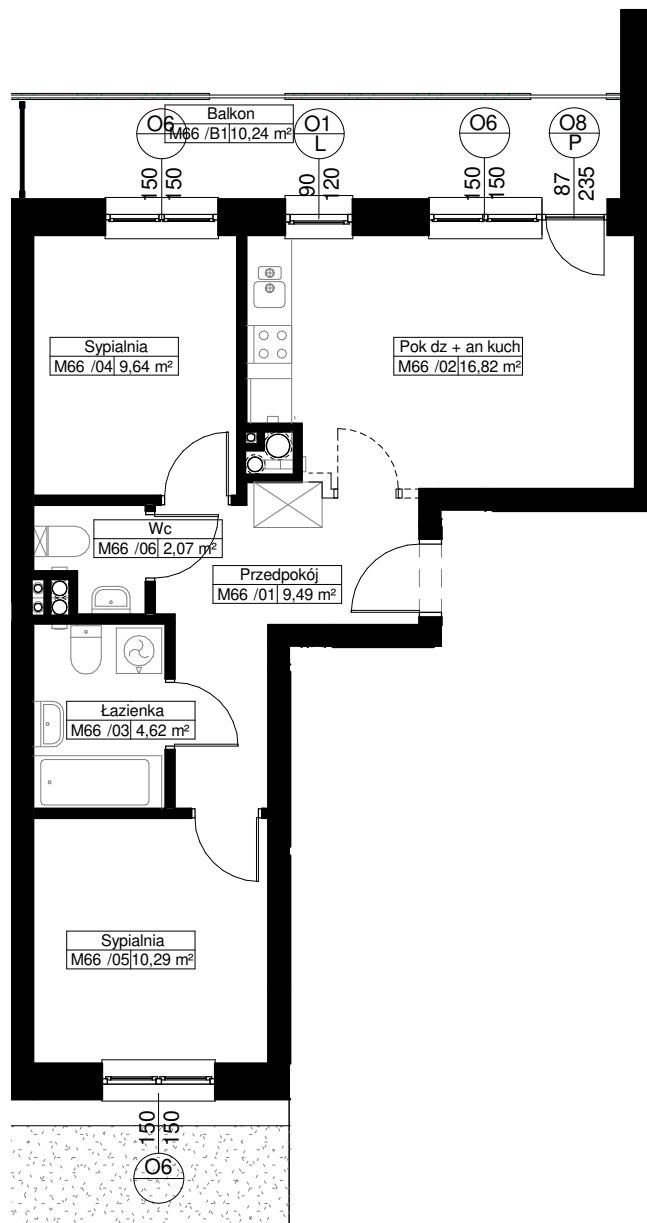 Balkon
M66 /B1 10,24 m²
O6
150
150
O1
L
90
120
O6
150
150
O8
P
87
235
Sypialnia
M66 /04 9,64 m²
Pok dz + an kuch
M66 /02 16,82 m²
Wc
M66 /06 2,07 m²
Przedpokój
M66 /01 9,49 m²
Łazienka
M66 /03 4,62 m²
Sypialnia
M66 /05 10,29 m²
150
150
O6